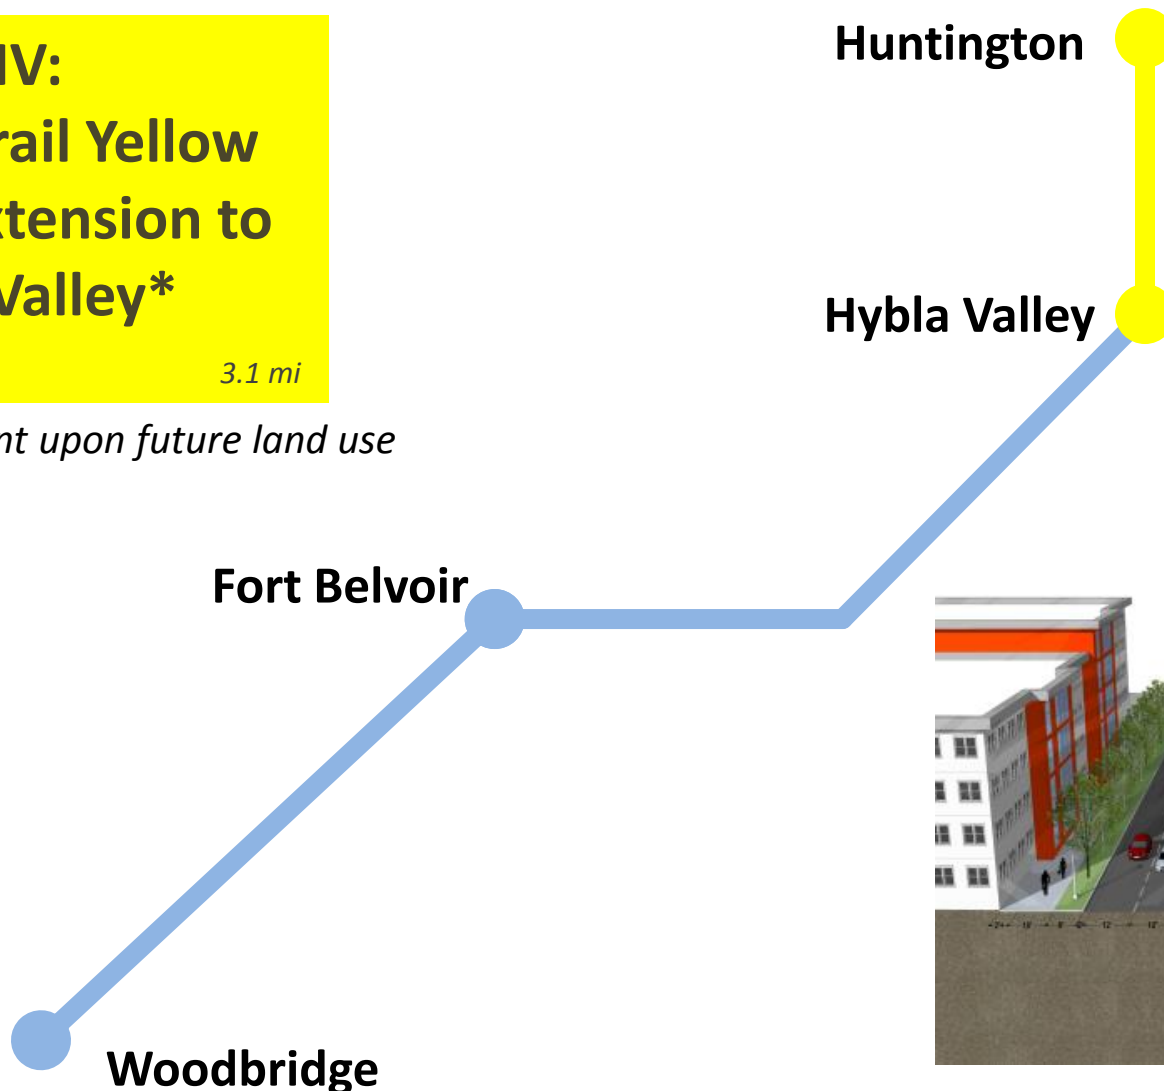 IV:
rail Yellow
xtension to
Valley*
3.1 mi
nt upon future land use
Huntington
Hybla Valley
Fort Belvoir
Woodbridge